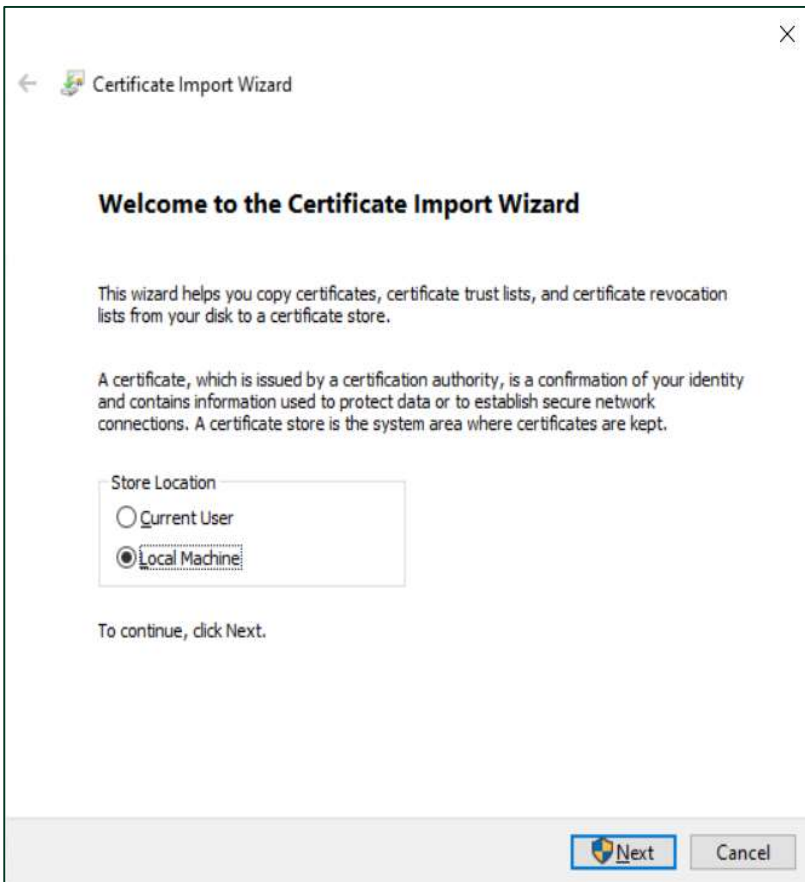 Certificate Import Wizard
Welcome to the Certificate Import Wizard
This wizard helps you copy certificates, certificate trust lists, and certificate revocation
lists from your disk to a certificate store.
A certificate, which is issued by a certification authority, is a confirmation of your identity
and contains information used to protect data or to establish secure network
connections. A certificate store is the system area where certificates are kept.
Store Location
Current User
Local Machine
To continue, click Next.
Next
Cancel